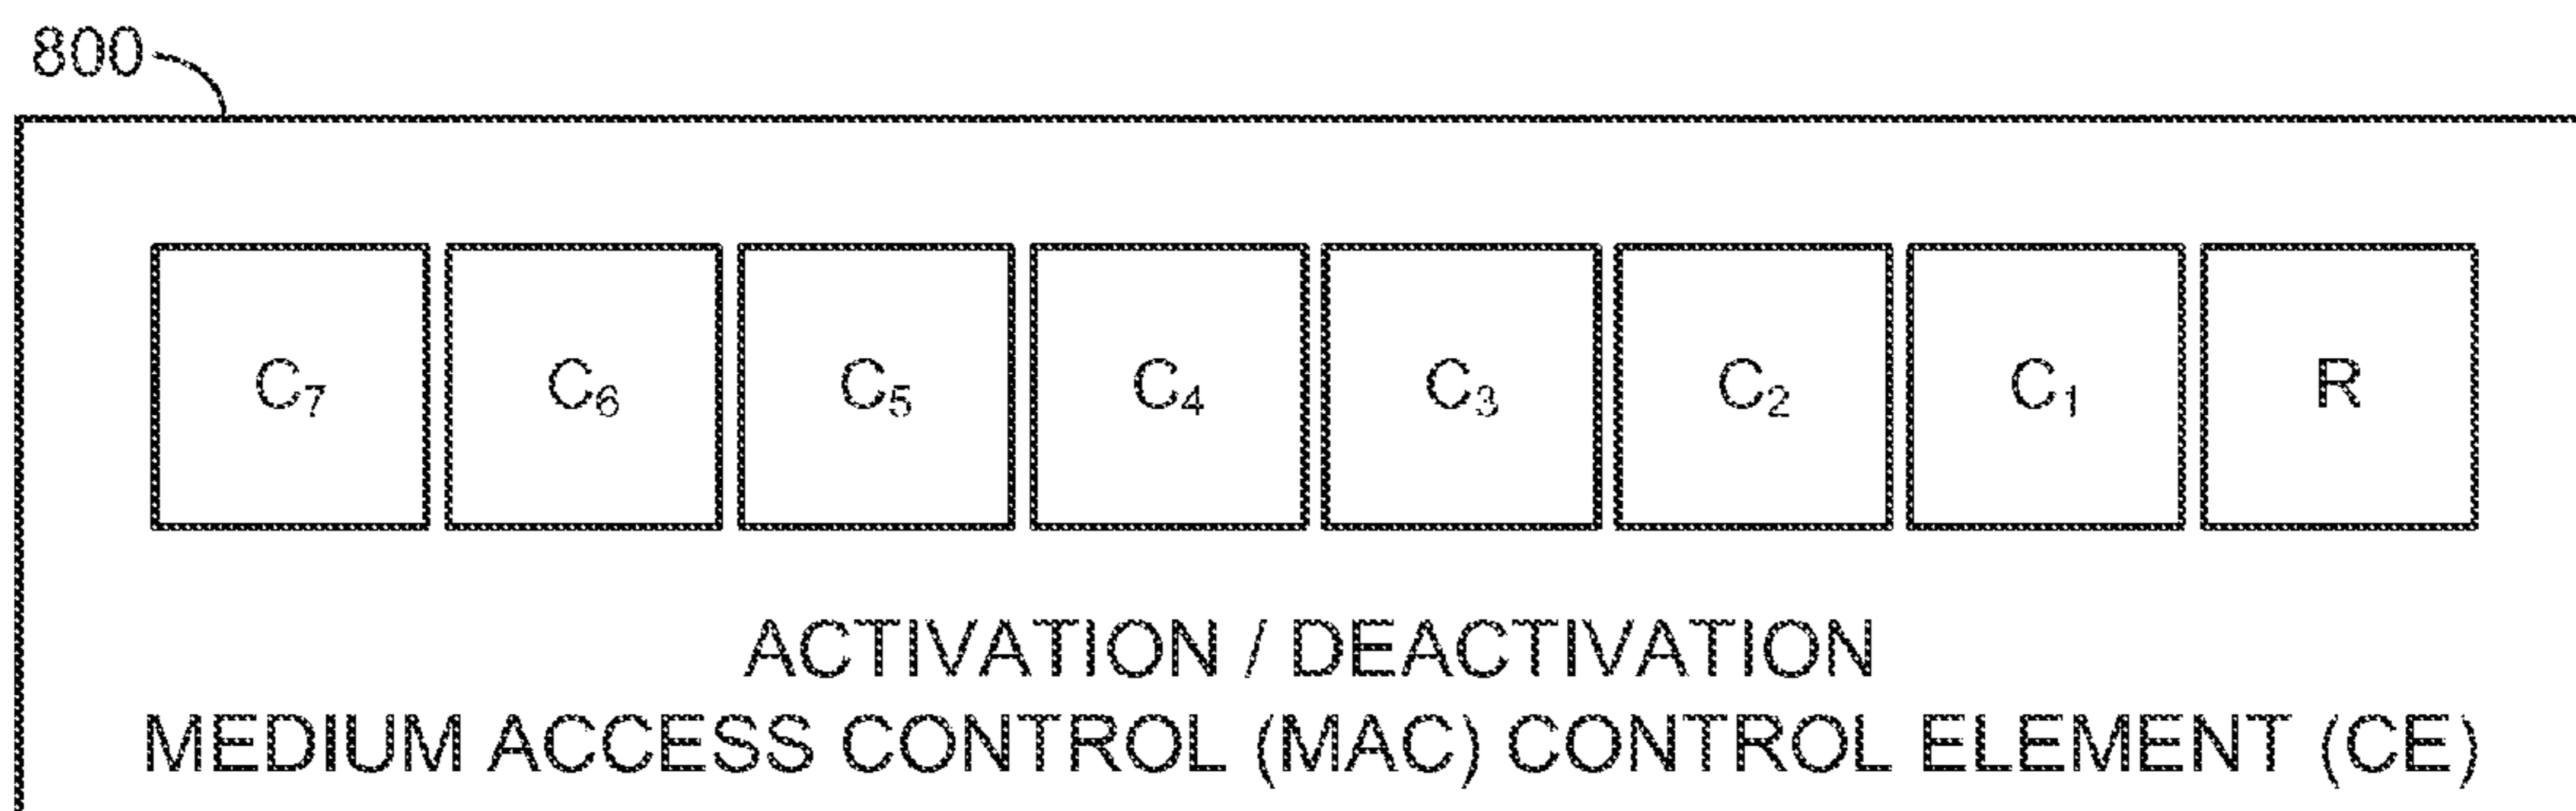 800
C₇ C₆ C₅ C₄ C₃ C₂ C₁ R
ACTIVATION / DEACTIVATION
MEDIUM ACCESS CONTROL (MAC) CONTROL ELEMENT (CE)